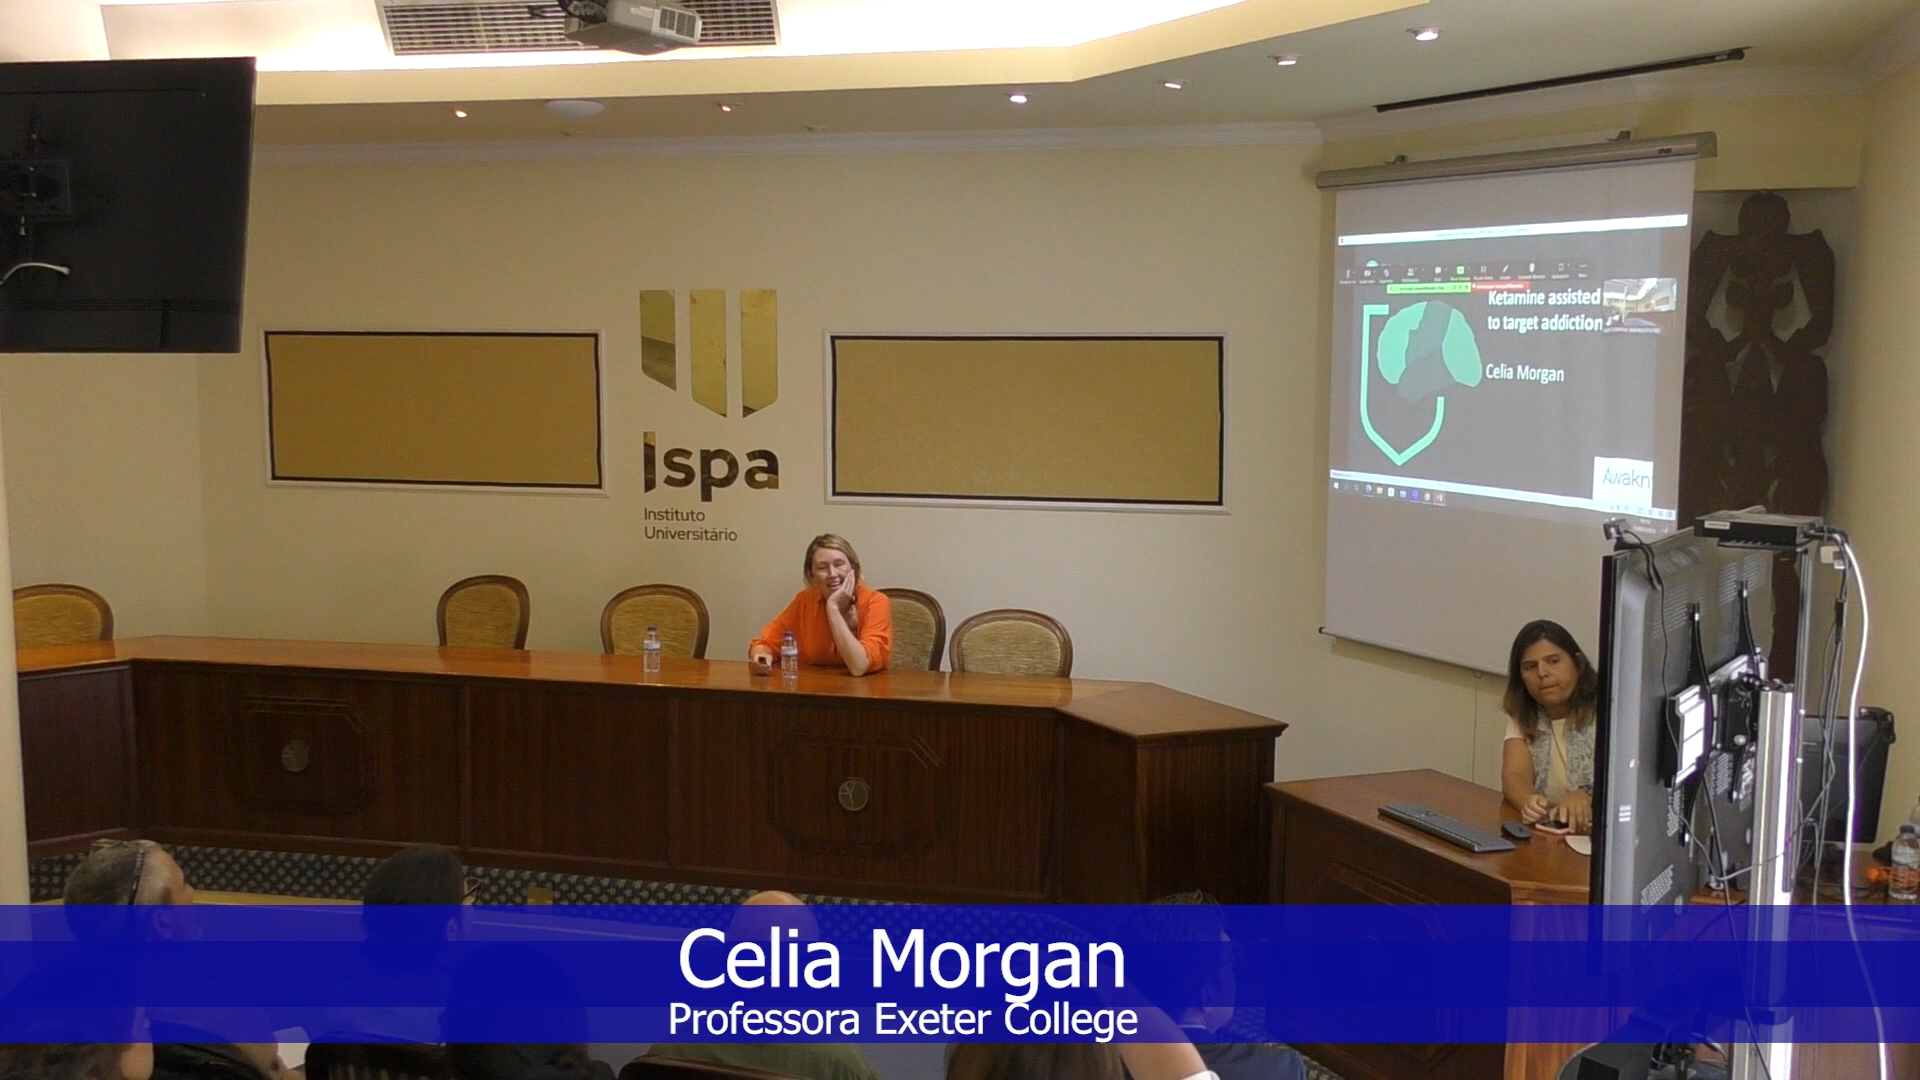 Ispa
Instituto
Universitário
Ketamine assisted
to target addiction
Celia Morgan
Awakn
Celia Morgan
Professora Exeter College